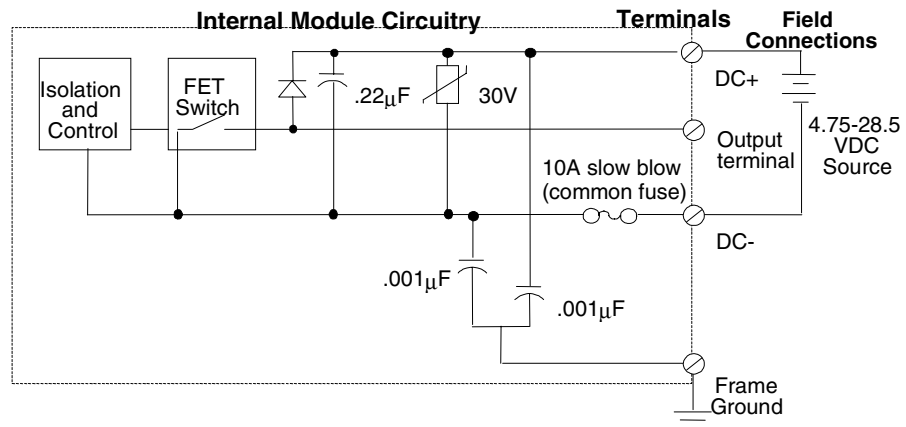 Internal Module Circuitry
Terminals
Field
Connections
Isolation
and
Control
FET
Switch
.22μF
30V
DC+
4.75-28.5
VDC
Source
Output
terminal
10A slow blow
(common fuse)
DC-
.001μF
.001μF
Frame
Ground